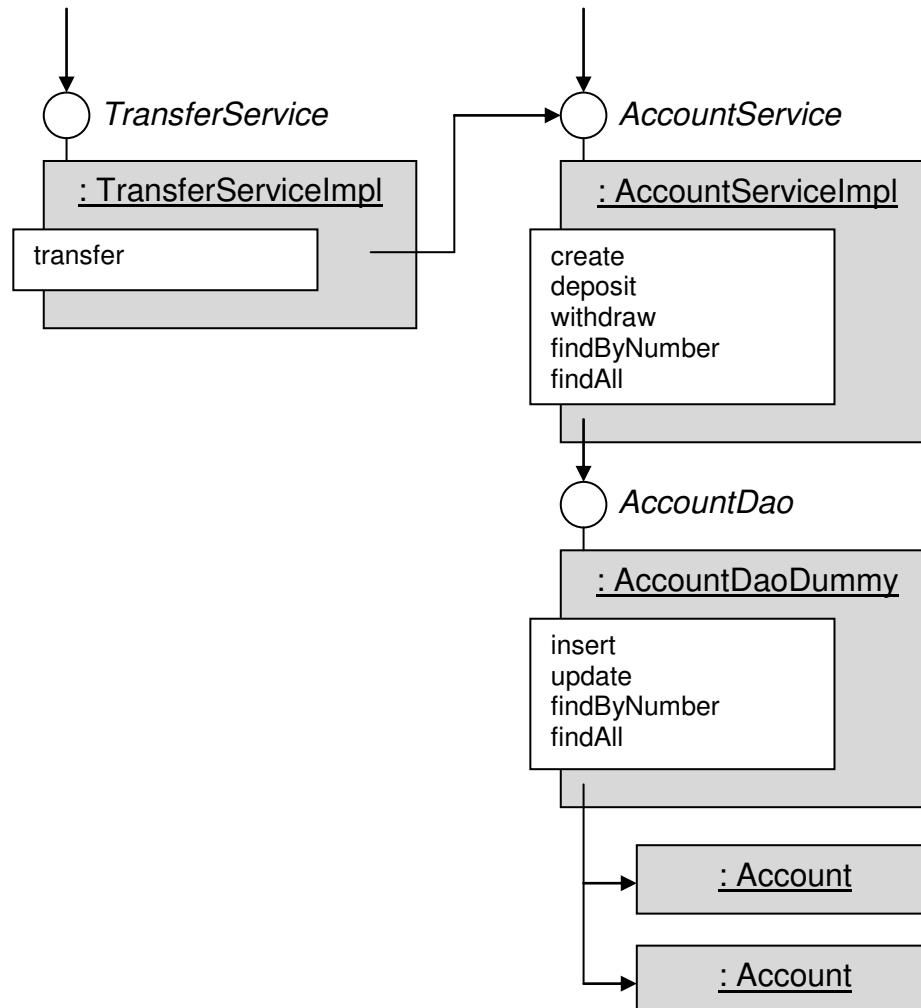 TransferService
AccountService
: TransferServiceImpl
transfer
: AccountServiceImpl
create
deposit
withdraw
findByNumber
findAll
AccountDao
: AccountDaoDummy
insert
update
findByNumber
findAll
: Account
: Account